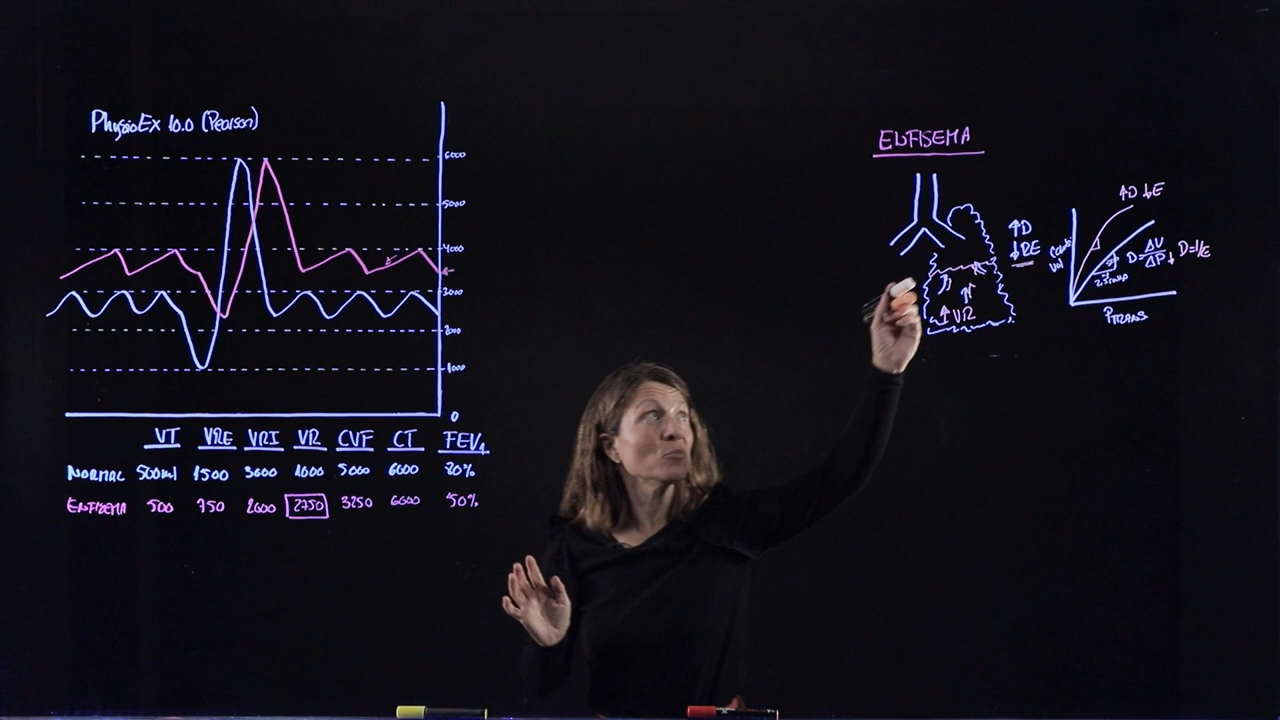 PhysioEx 10.0 (Pearson)
6000
5000
4000
3000
2000
1000
0
VT VRE VRI VR CVF CT FEV₁
NORMAL 500ml 1500 3000 1000 5000 6000 80%
ENFISEMA 500 750 2000 2750 3250 6000 50%
ENFISEMA
↑D
↓RE
↑VR
↑D ↓E
D=ΔV/ΔP↓ D=1/E
PTRANS